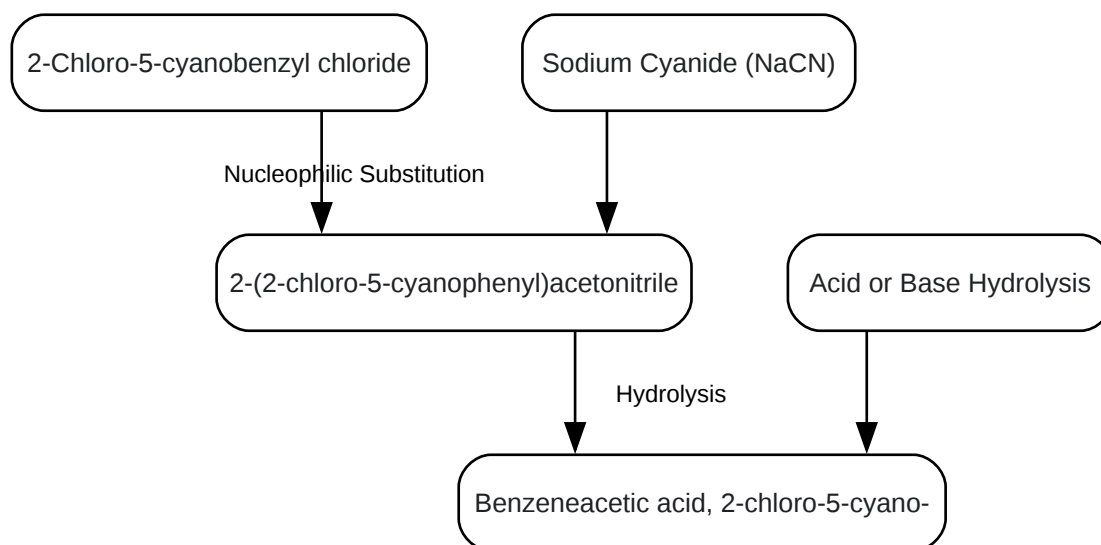 2-Chloro-5-cyanobenzyl chloride
Sodium Cyanide (NaCN)
Nucleophilic Substitution
2-(2-chloro-5-cyanophenyl)acetonitrile
Acid or Base Hydrolysis
Hydrolysis
Benzeneacetic acid, 2-chloro-5-cyano-